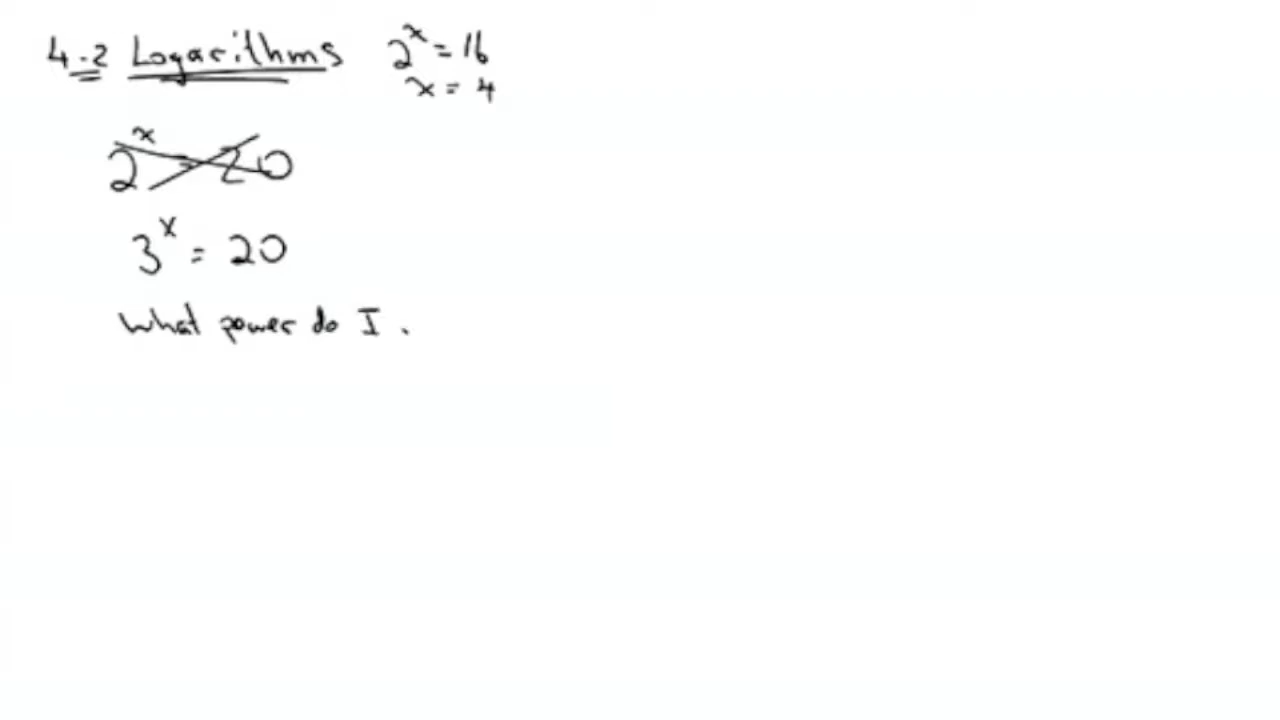 4.2 Logarithms 2^x = 16
x = 4
2^x = 20
3^x = 20
What power do I .